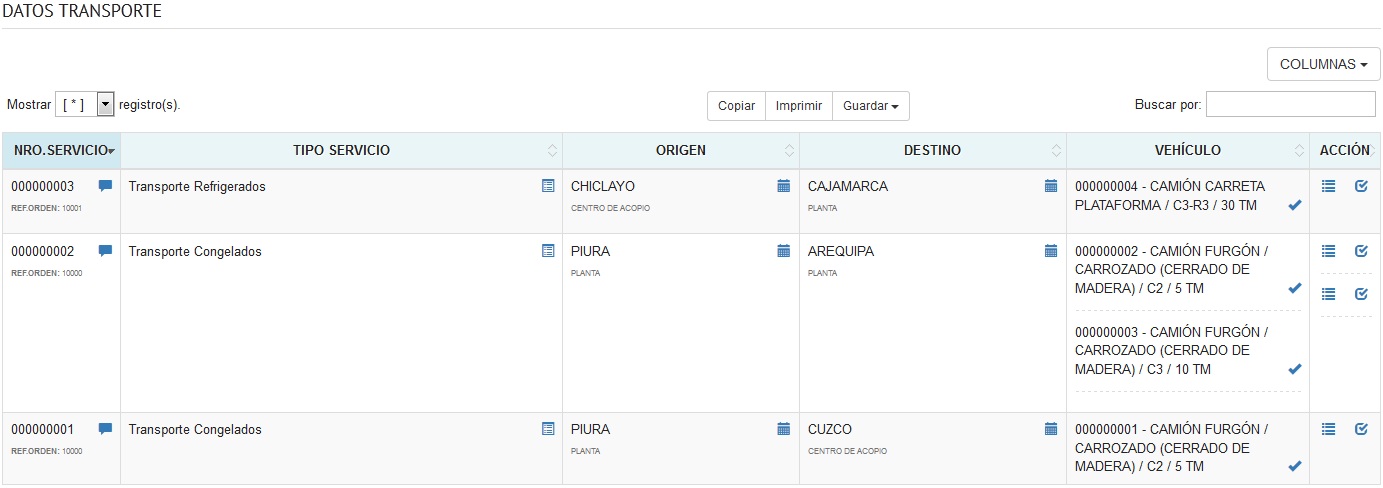 DATOS TRANSPORTE
COLUMNAS
Mostrar [ * ] registro(s).
Copiar Imprimir Guardar
Buscar por:
NRO.SERVICIO TIPO SERVICIO ORIGEN DESTINO VEHÍCULO ACCIÓN
000000003 Transporte Refrigerados CHICLAYO CAJAMARCA 000000004 - CAMIÓN CARRETA
REF.ORDEN: 10001 CENTRO DE ACOPIO PLANTA PLATAFORMA / C3-R3 / 30 TM
000000002 Transporte Congelados PIURA AREQUIPA 000000002 - CAMIÓN FURGÓN /
REF.ORDEN: 10000 PLANTA PLANTA CARROZADO (CERRADO DE
MADERA) / C2 / 5 TM
000000003 - CAMIÓN FURGÓN /
CARROZADO (CERRADO DE
MADERA) / C3 / 10 TM
000000001 Transporte Congelados PIURA CUZCO 000000001 - CAMIÓN FURGÓN /
REF.ORDEN: 10000 PLANTA CENTRO DE ACOPIO CARROZADO (CERRADO DE
MADERA) / C2 / 5 TM